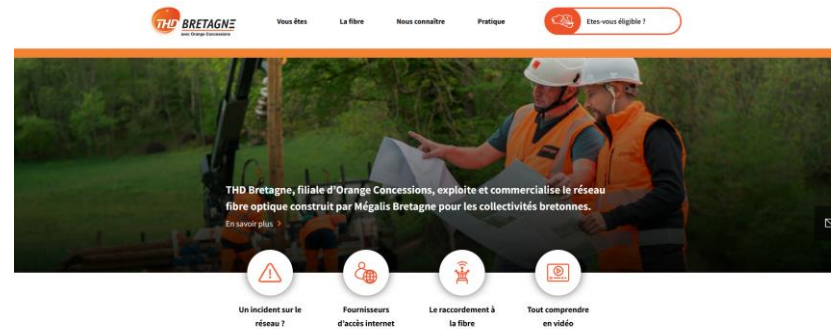 THD BRETAGNE
avec Orange Concessions
Vous êtes
La fibre
Nous connaître
Pratique
Etes-vous éligible ?
THD Bretagne, filiale d'Orange Concessions, exploite et commercialise le réseau
fibre optique construit par Mégalis Bretagne pour les collectivités bretonnes.
En savoir plus >
Un incident sur le
réseau ?
Fournisseurs
d'accès internet
Le raccordement à
la fibre
Tout comprendre
en vidéo